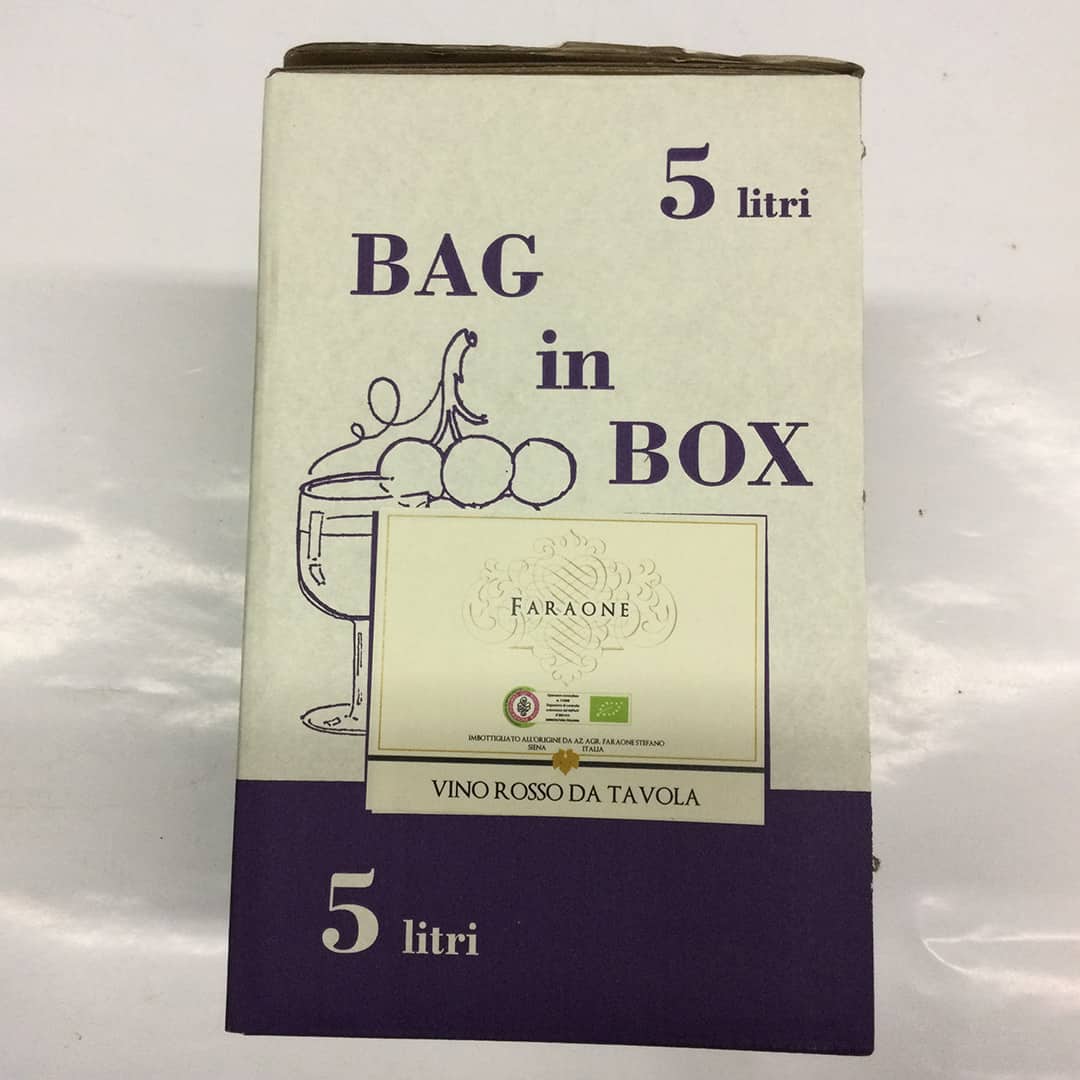 5 litri
BAG
in
BOX
FARAONE
IMBOTTIGLIATO ALL'ORIGINE DA AZ. AGR. FARAONE STEFANO
SIENA ITALIA
VINO ROSSO DA TAVOLA
5 litri